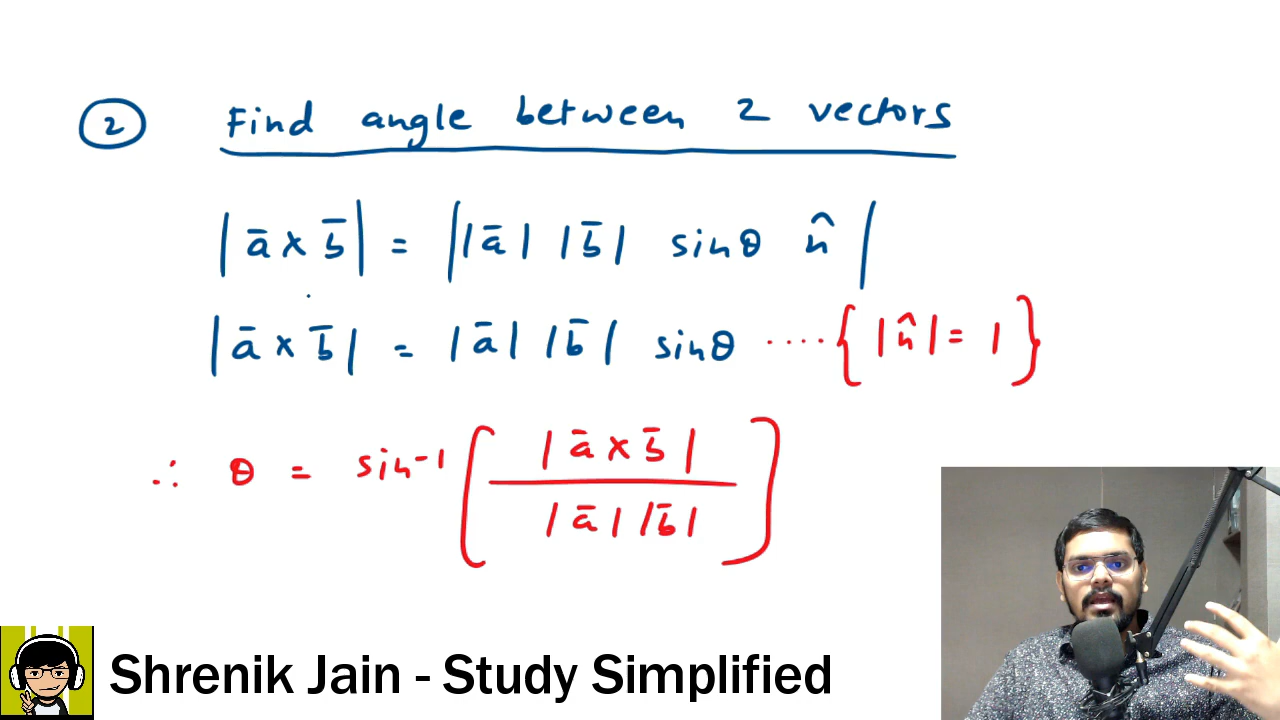 ② Find angle between 2 vectors
|a̅ × b̅| = ||a̅| |b̅| sinθ n̂|
|a̅ × b̅| = |a̅| |b̅| sinθ ····{|n̂| = 1}
∴ θ = sin⁻¹ [ |a̅ × b̅| / |a̅| |b̅| ]
Shrenik Jain - Study Simplified